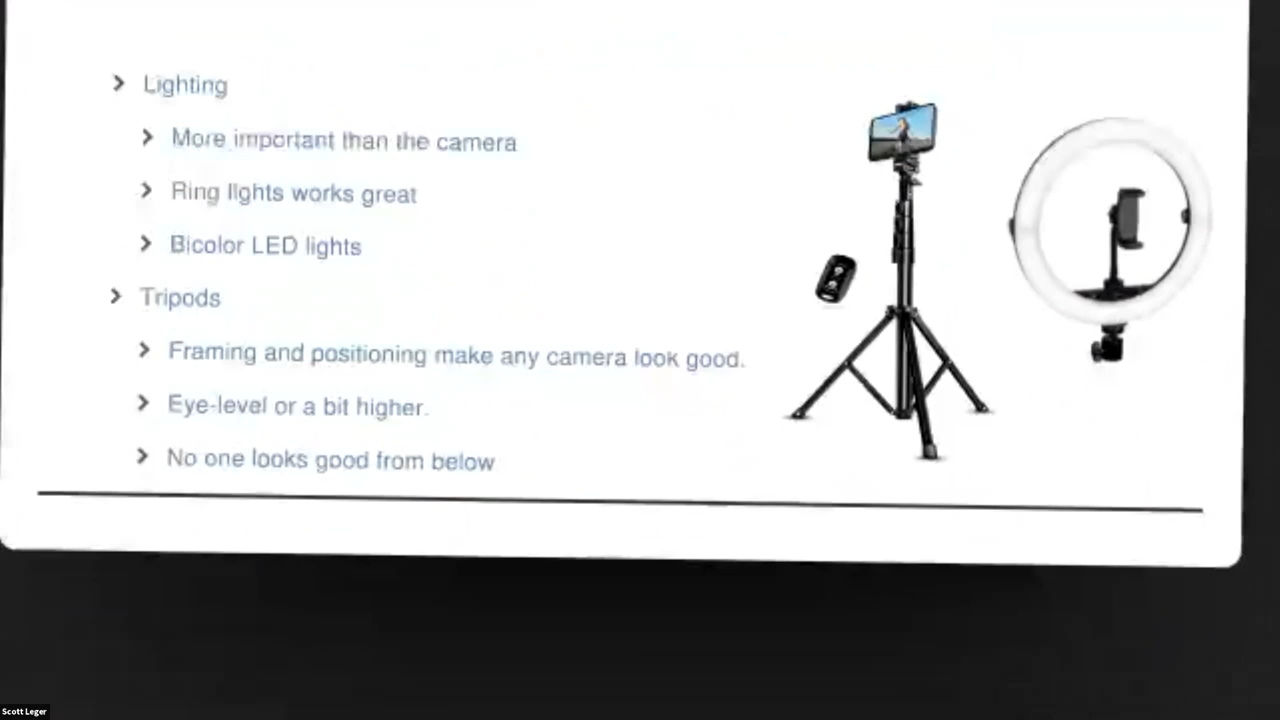 Lighting
More important than the camera
Ring lights works great
Bicolor LED lights
Tripods
Framing and positioning make any camera look good.
Eye-level or a bit higher.
No one looks good from below
Scott Leger